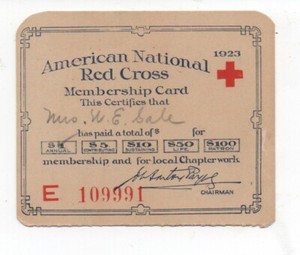 1923
American National
Red Cross
Membership Card
This Certifies that
Mrs. W. E. Sale
has paid a total of $ for
$1 ANNUAL $5 CONTRIBUTING $10 SUSTAINING $50 LIFE $100 PATRON
membership and for local Chapter work.
CHAIRMAN
E 109991